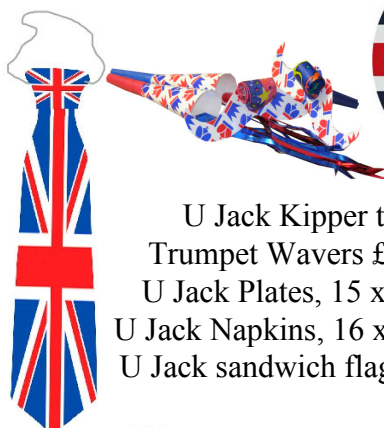 U Jack Kipper t
Trumpet Wavers £
U Jack Plates, 15 x
U Jack Napkins, 16 x
U Jack sandwich flag